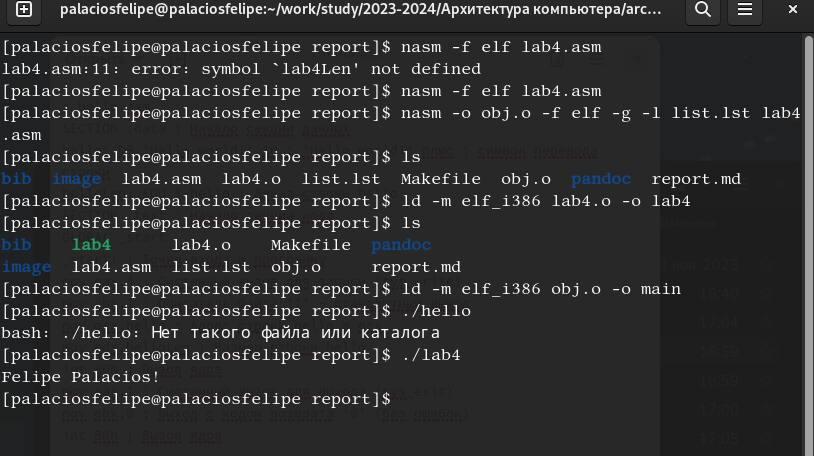 palaciosfelipe@palaciosfelipe:~/work/study/2023-2024/Архитектура компьютера/arc...
[palaciosfelipe@palaciosfelipe report]$ nasm -f elf lab4.asm
lab4.asm:11: error: symbol `lab4Len' not defined
[palaciosfelipe@palaciosfelipe report]$ nasm -f elf lab4.asm
[palaciosfelipe@palaciosfelipe report]$ nasm -o obj.o -f elf -g -l list.lst lab4
.asm
[palaciosfelipe@palaciosfelipe report]$ ls
bib image lab4.asm lab4.o list.lst Makefile obj.o pandoc report.md
[palaciosfelipe@palaciosfelipe report]$ ld -m elf_i386 lab4.o -o lab4
[palaciosfelipe@palaciosfelipe report]$ ls
bib lab4 lab4.o Makefile pandoc
image lab4.asm list.lst obj.o report.md
[palaciosfelipe@palaciosfelipe report]$ ld -m elf_i386 obj.o -o main
[palaciosfelipe@palaciosfelipe report]$ ./hello
bash: ./hello: Нет такого файла или каталога
[palaciosfelipe@palaciosfelipe report]$ ./lab4
Felipe Palacios!
[palaciosfelipe@palaciosfelipe report]$